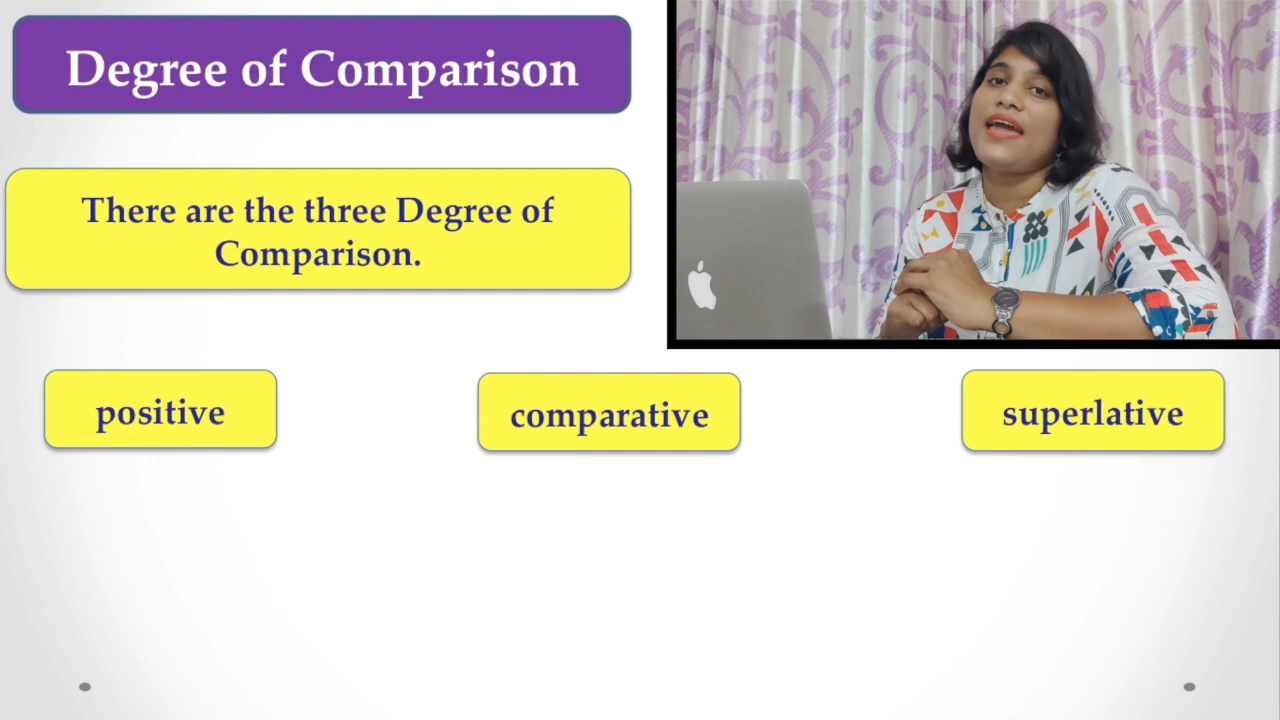 Degree of Comparison
There are the three Degree of
Comparison.
positive
comparative
superlative